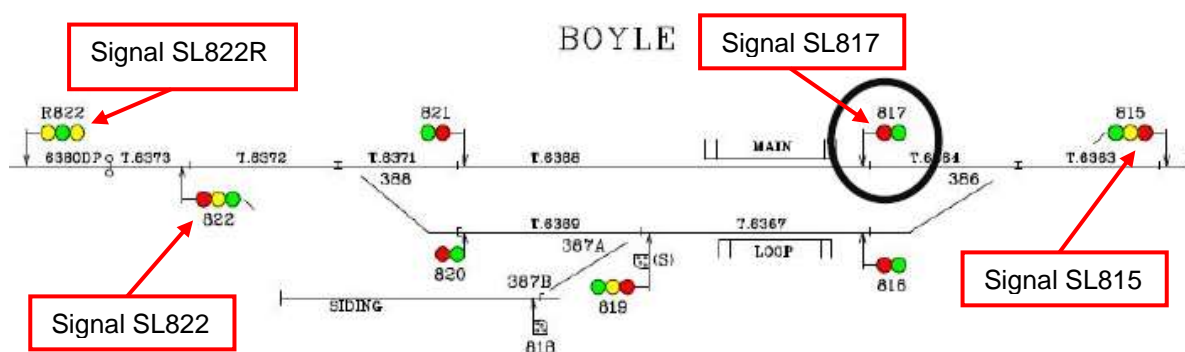 BOYLE
Signal SL822R
Signal SL817
R822
821
817
815
6380DP
T.6373
T.6372
T.6371
T.6368
MAIN
T.6364
T.6363
388
386
822
T.6369
T.6367
387A
(S)
LOOP
820
387B
819
816
SIDING
818
Signal SL822
Signal SL815